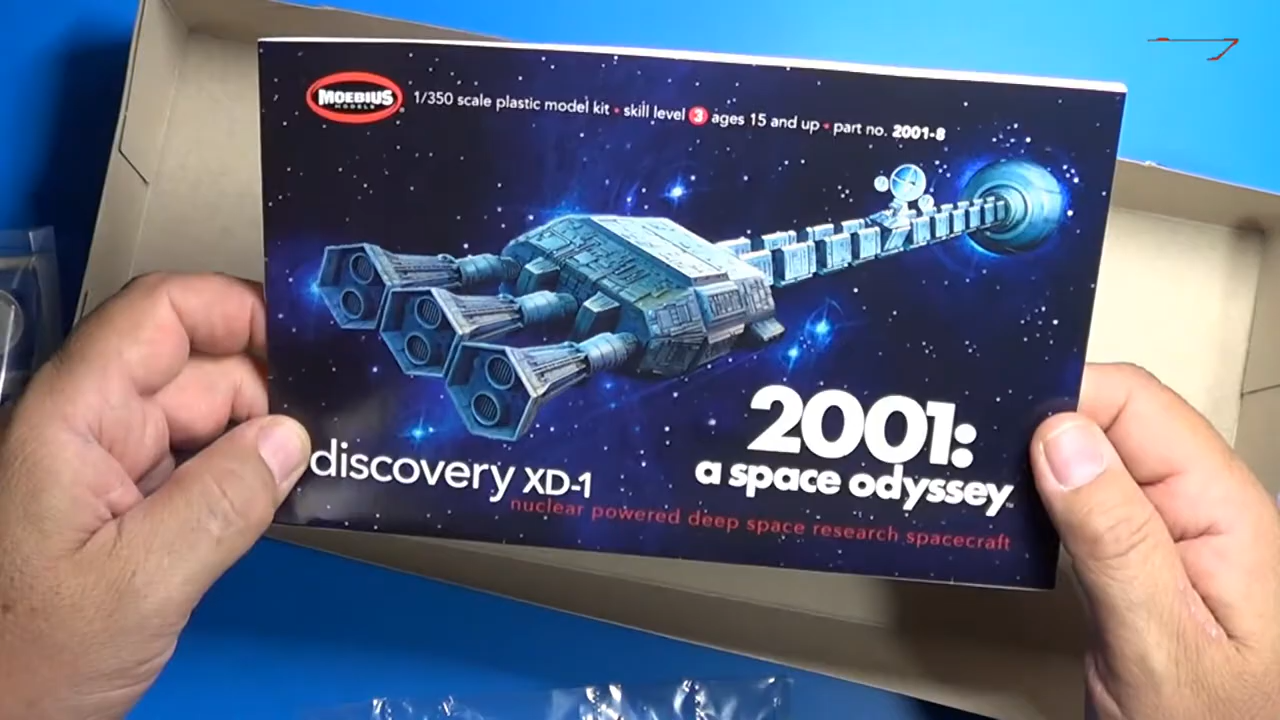 MOEBIUS
MODELS
1/350 scale plastic model kit • skill level 3 ages 15 and up • part no. 2001-8
2001:
a space odyssey™
discovery XD-1
nuclear powered deep space research spacecraft